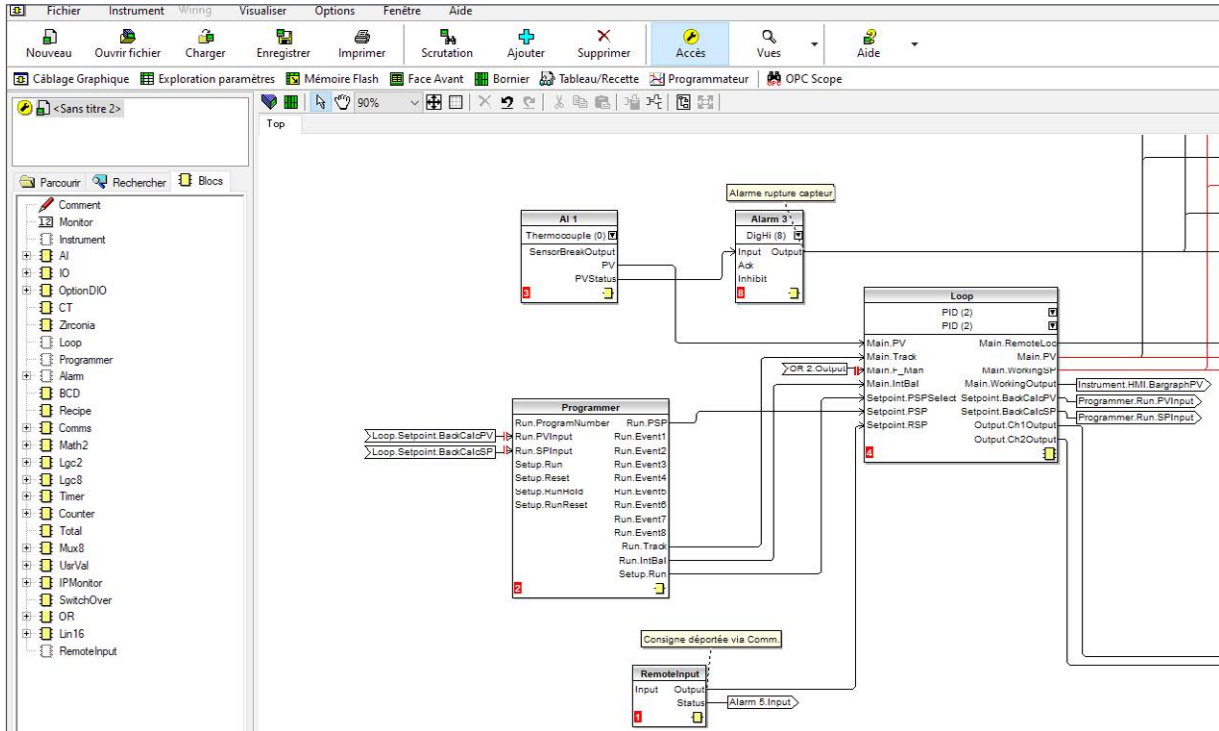 Fichier Instrument Wiring Visualiser Options Fenêtre Aide
Nouveau Ouvrir fichier Charger Enregistrer Imprimer Scrutation Ajouter Supprimer Accès Vues Aide
Câblage Graphique Exploration paramètres Mémoire Flash Face Avant Bornier Tableau/Recette Programmateur OPC Scope
<Sans titre 2>
90%
Top
Parcourir Rechercher Blocs
Comment
12 Monitor
Instrument
AI
IO
OptionDIO
CT
Zirconia
Loop
Programmer
Alarm
BCD
Recipe
Comms
Math2
Lgc2
Lgc8
Timer
Counter
Total
Mux8
UsrVal
IPMonitor
SwitchOver
OR
Lin16
RemoteInput
Alarme rupture capteur
AI 1
Thermocouple (0)
SensorBreakOutput
PV
PVStatus
3
Alarm 3
DigHi (8)
Input Output
Ack
Inhibit
6
Loop
PID (2)
PID (2)
Main.PV Main.RemoteLoc
Main.Track Main.PV
OR 2.Output Main.F_Man Main.WorkingSP
Main.IntBal Main.WorkingOutput Instrument.HMI.BargraphPV
Setpoint.PSPSelect Setpoint.BackCalcPV Programmer.Run.PVInput
Setpoint.PSP Setpoint.BackCalcSP Programmer.Run.SPInput
Setpoint.RSP Output.Ch1Output
Output.Ch2Output
4
Programmer
Run.ProgramNumber Run.PSP
Loop.Setpoint.BackCalcPV Run.PVInput Run.Event1
Loop.Setpoint.BackCalcSP Run.SPInput Run.Event2
Setup.Run Run.Event3
Setup.Reset Run.Event4
Setup.RunHold Run.Event5
Setup.RunReset Run.Event6
Run.Event7
Run.Event8
Run.Track
Run.IntBal
Setup.Run
2
Consigne déportée via Comm.
RemoteInput
Input Output
Status Alarm 5.Input
1